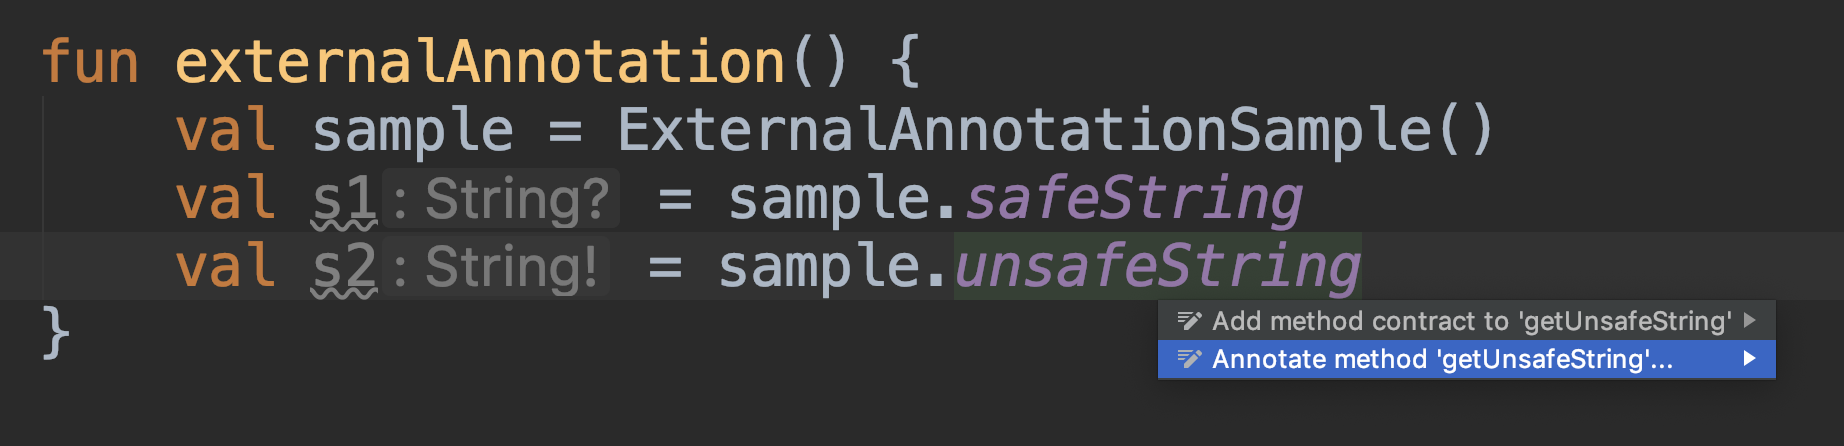 fun externalAnnotation() {
    val sample = ExternalAnnotationSample()
    val s1: String? = sample.safeString
    val s2: String! = sample.unsafeString
}
Add method contract to 'getUnsafeString'
Annotate method 'getUnsafeString'...